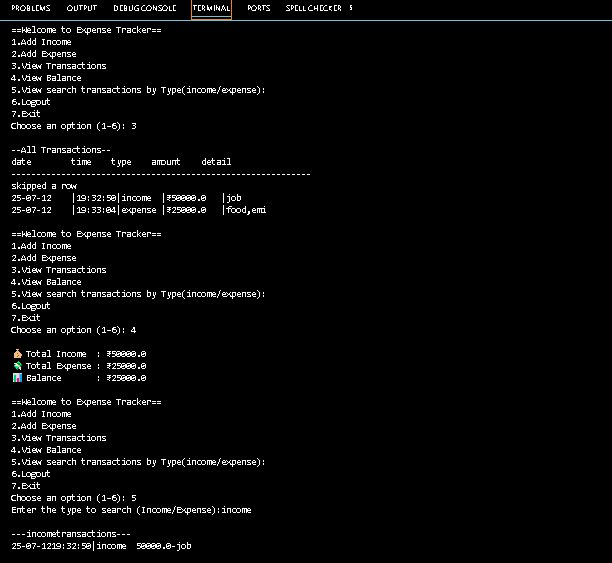 PROBLEMS OUTPUT DEBUG CONSOLE TERMINAL PORTS SPELL CHECKER 5
==Welcome to Expense Tracker==
1.Add Income
2.Add Expense
3.View Transactions
4.View Balance
5.View search transactions by Type(income/expense):
6.Logout
7.Exit
Choose an option (1-6): 3
--All Transactions--
date time type amount detail
------------------------------------------------------------
skipped a row
25-07-12 |19:32:50|income |₹50000.0 |job
25-07-12 |19:33:04|expense |₹25000.0 |food,emi
==Welcome to Expense Tracker==
1.Add Income
2.Add Expense
3.View Transactions
4.View Balance
5.View search transactions by Type(income/expense):
6.Logout
7.Exit
Choose an option (1-6): 4
💰 Total Income : ₹50000.0
💸 Total Expense : ₹25000.0
📊 Balance : ₹25000.0
==Welcome to Expense Tracker==
1.Add Income
2.Add Expense
3.View Transactions
4.View Balance
5.View search transactions by Type(income/expense):
6.Logout
7.Exit
Choose an option (1-6): 5
Enter the type to search (Income/Expense):income
---incometransactions---
25-07-1219:32:50|income 50000.0-job